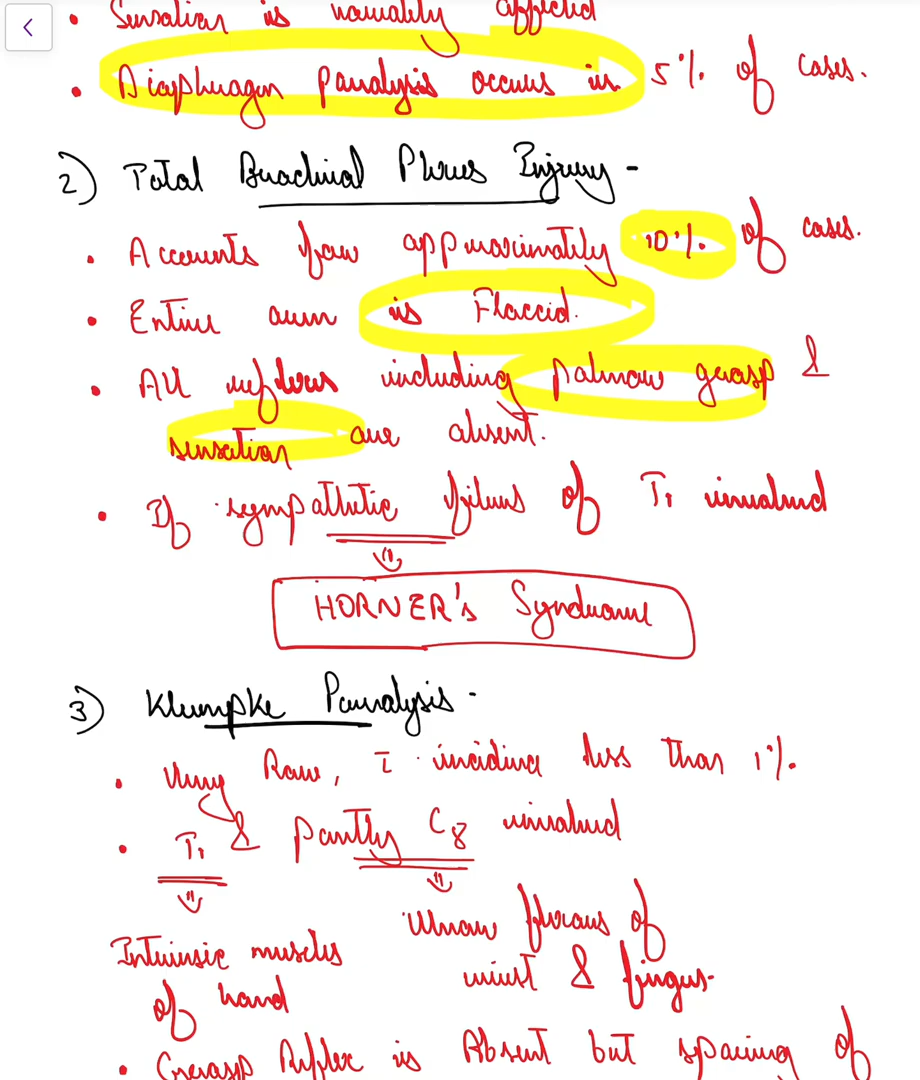 • Sensation is variably affected
• Diaphragm Paralysis occurs in 5% of cases.
2) Total Brachial Plexus Injury -
• Accounts for approximately 10% of cases.
• Entire arm is Flaccid.
• All reflexes including palmar grasp &
sensation are absent.
• If sympathetic fibers of T1 involved
HORNER's Syndrome
3) Klumpke Paralysis -
• Very Rare, I incidence less than 1%.
• T1 & partly C8 involved
Intrinsic muscles
of hand
Ulnar flexors of
wrist & fingers.
• Grasp Reflex is Absent but sparing of